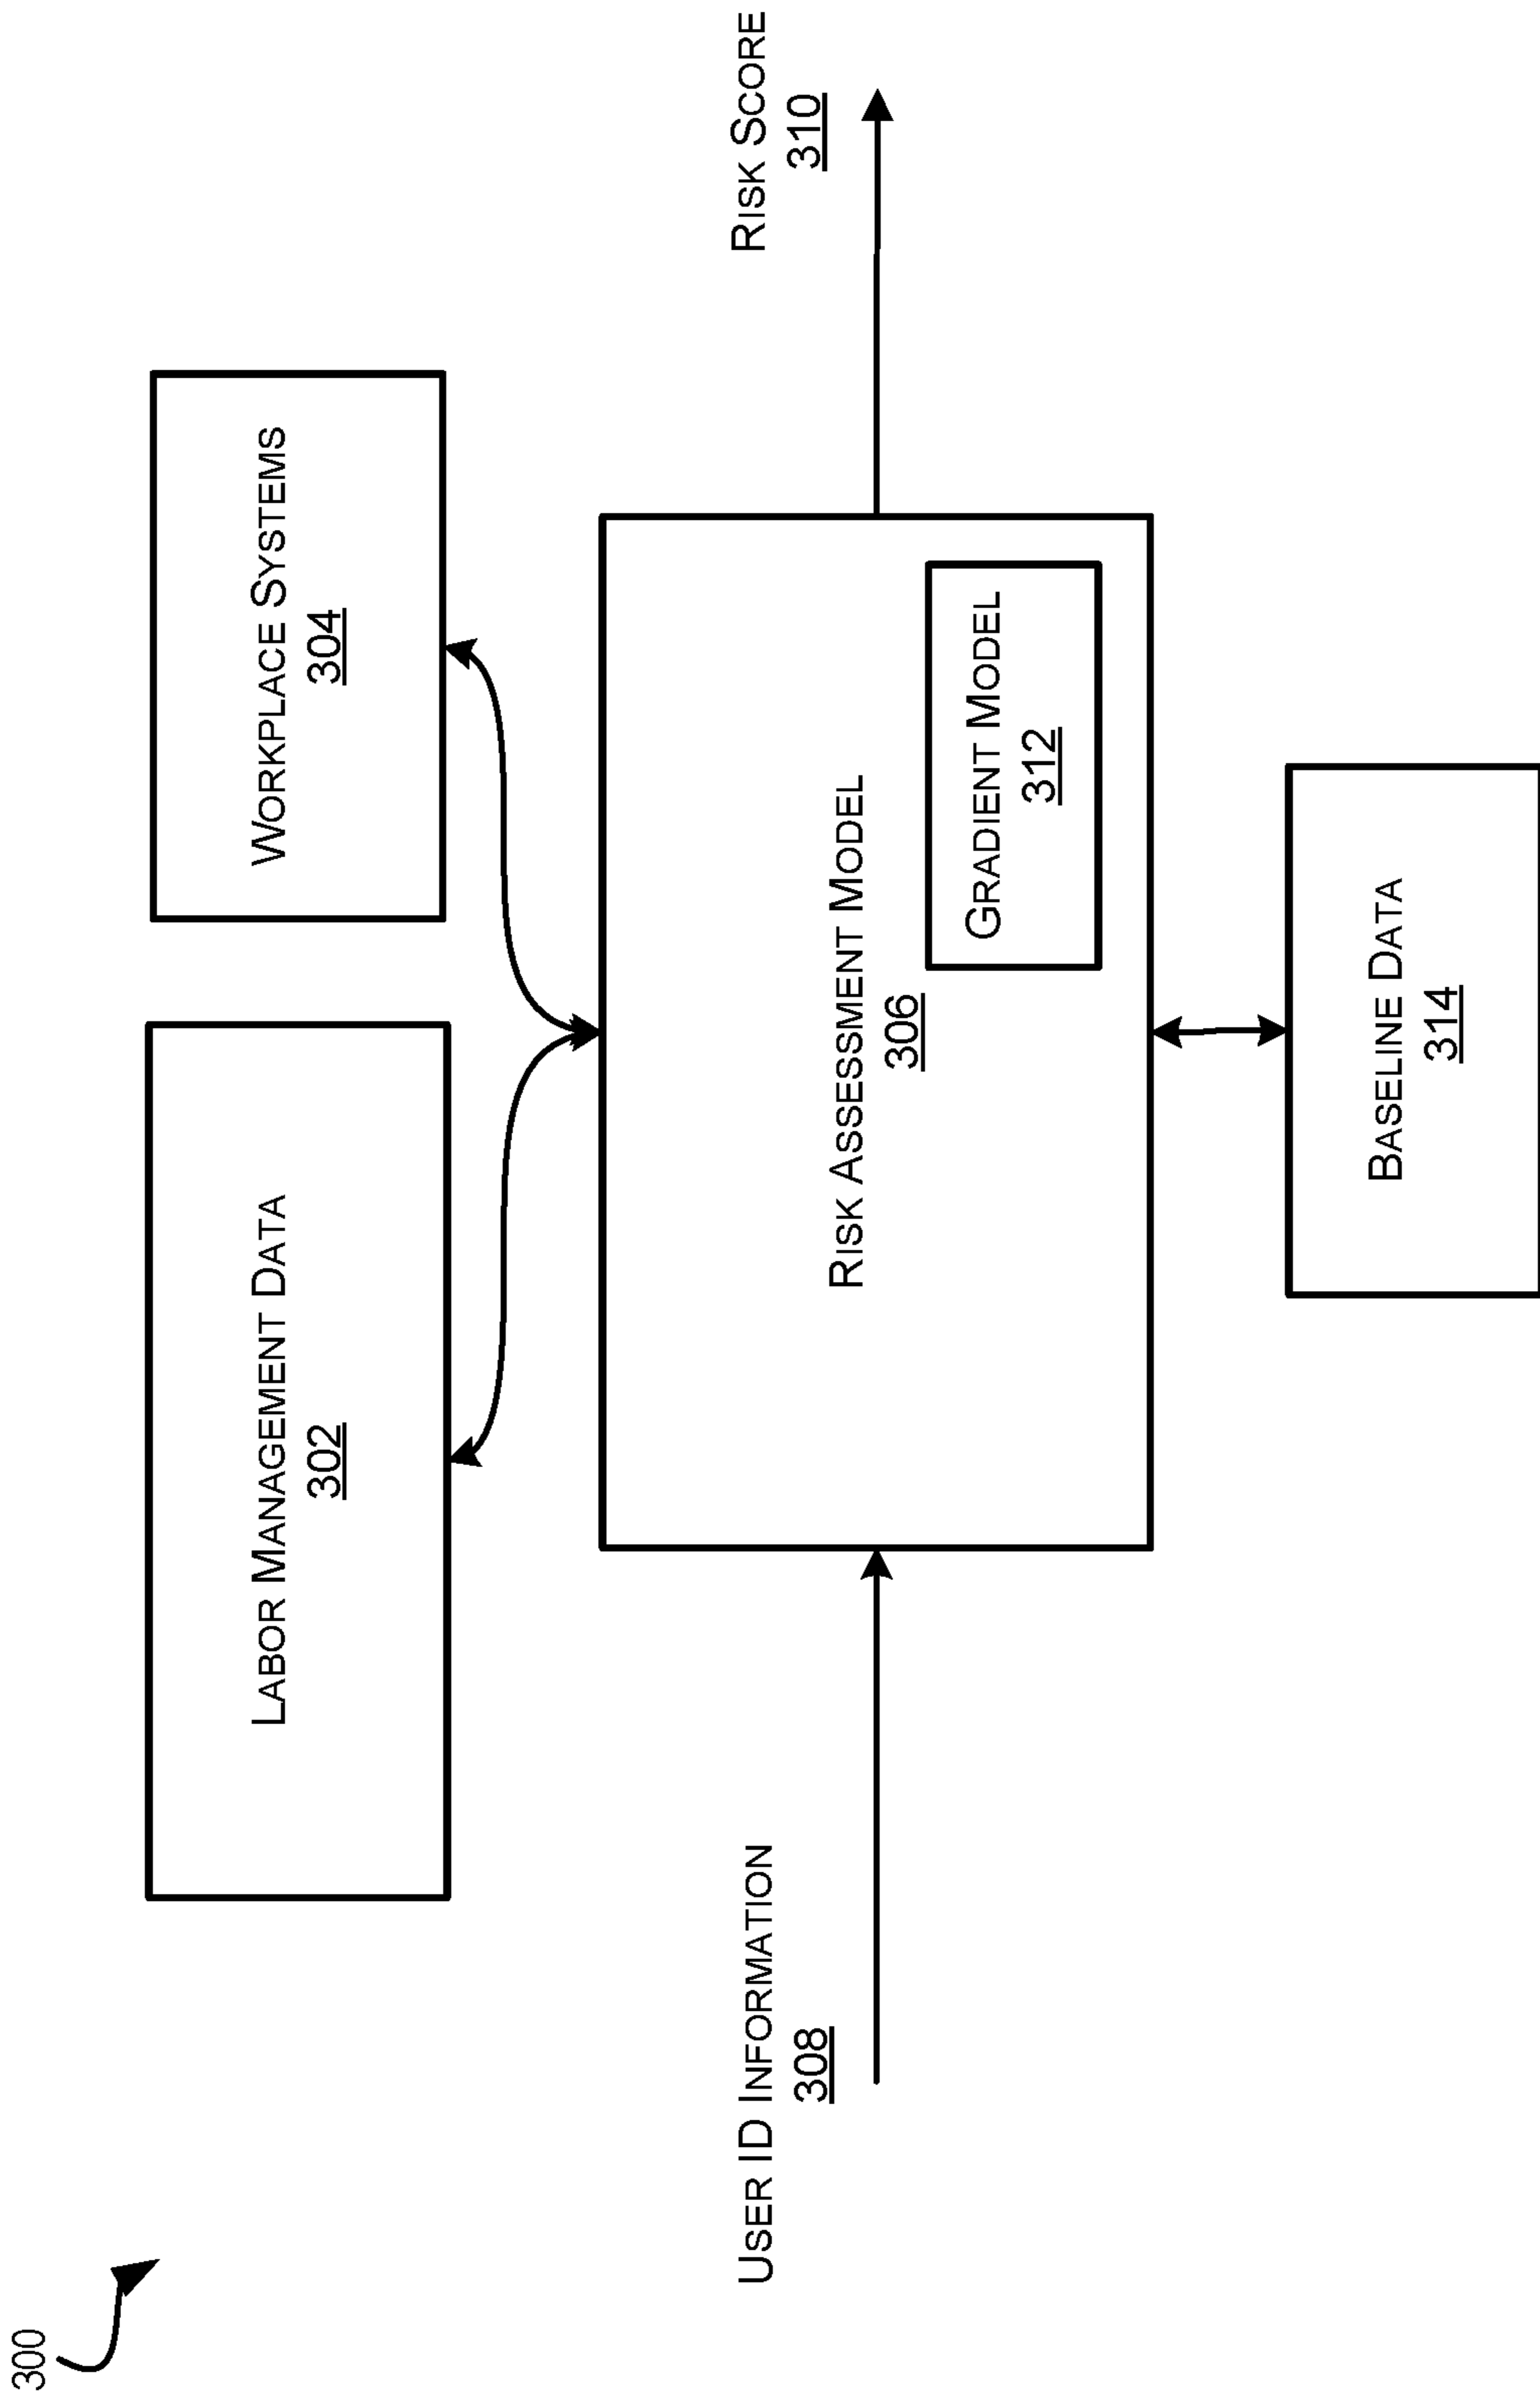 300
LABOR MANAGEMENT DATA
302
WORKPLACE SYSTEMS
304
USER ID INFORMATION
308
RISK ASSESSMENT MODEL
306
GRADIENT MODEL
312
RISK SCORE
310
BASELINE DATA
314